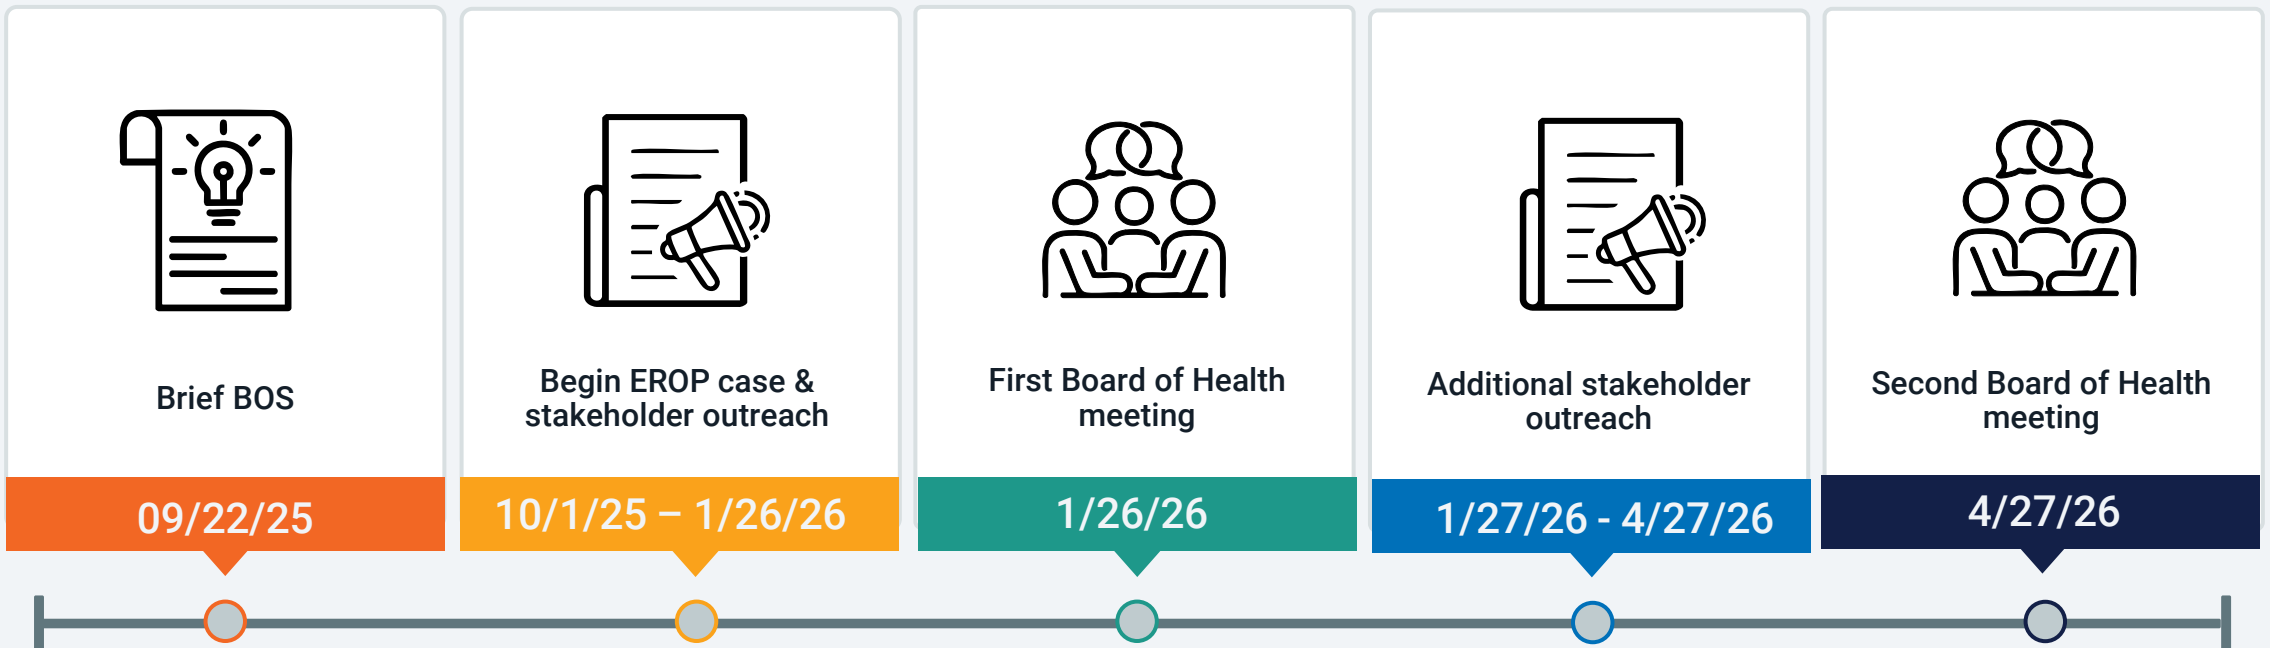 Brief BOS
09/22/25
Begin EROP case &
stakeholder outreach
10/1/25 – 1/26/26
First Board of Health
meeting
1/26/26
Additional stakeholder
outreach
1/27/26 - 4/27/26
Second Board of Health
meeting
4/27/26